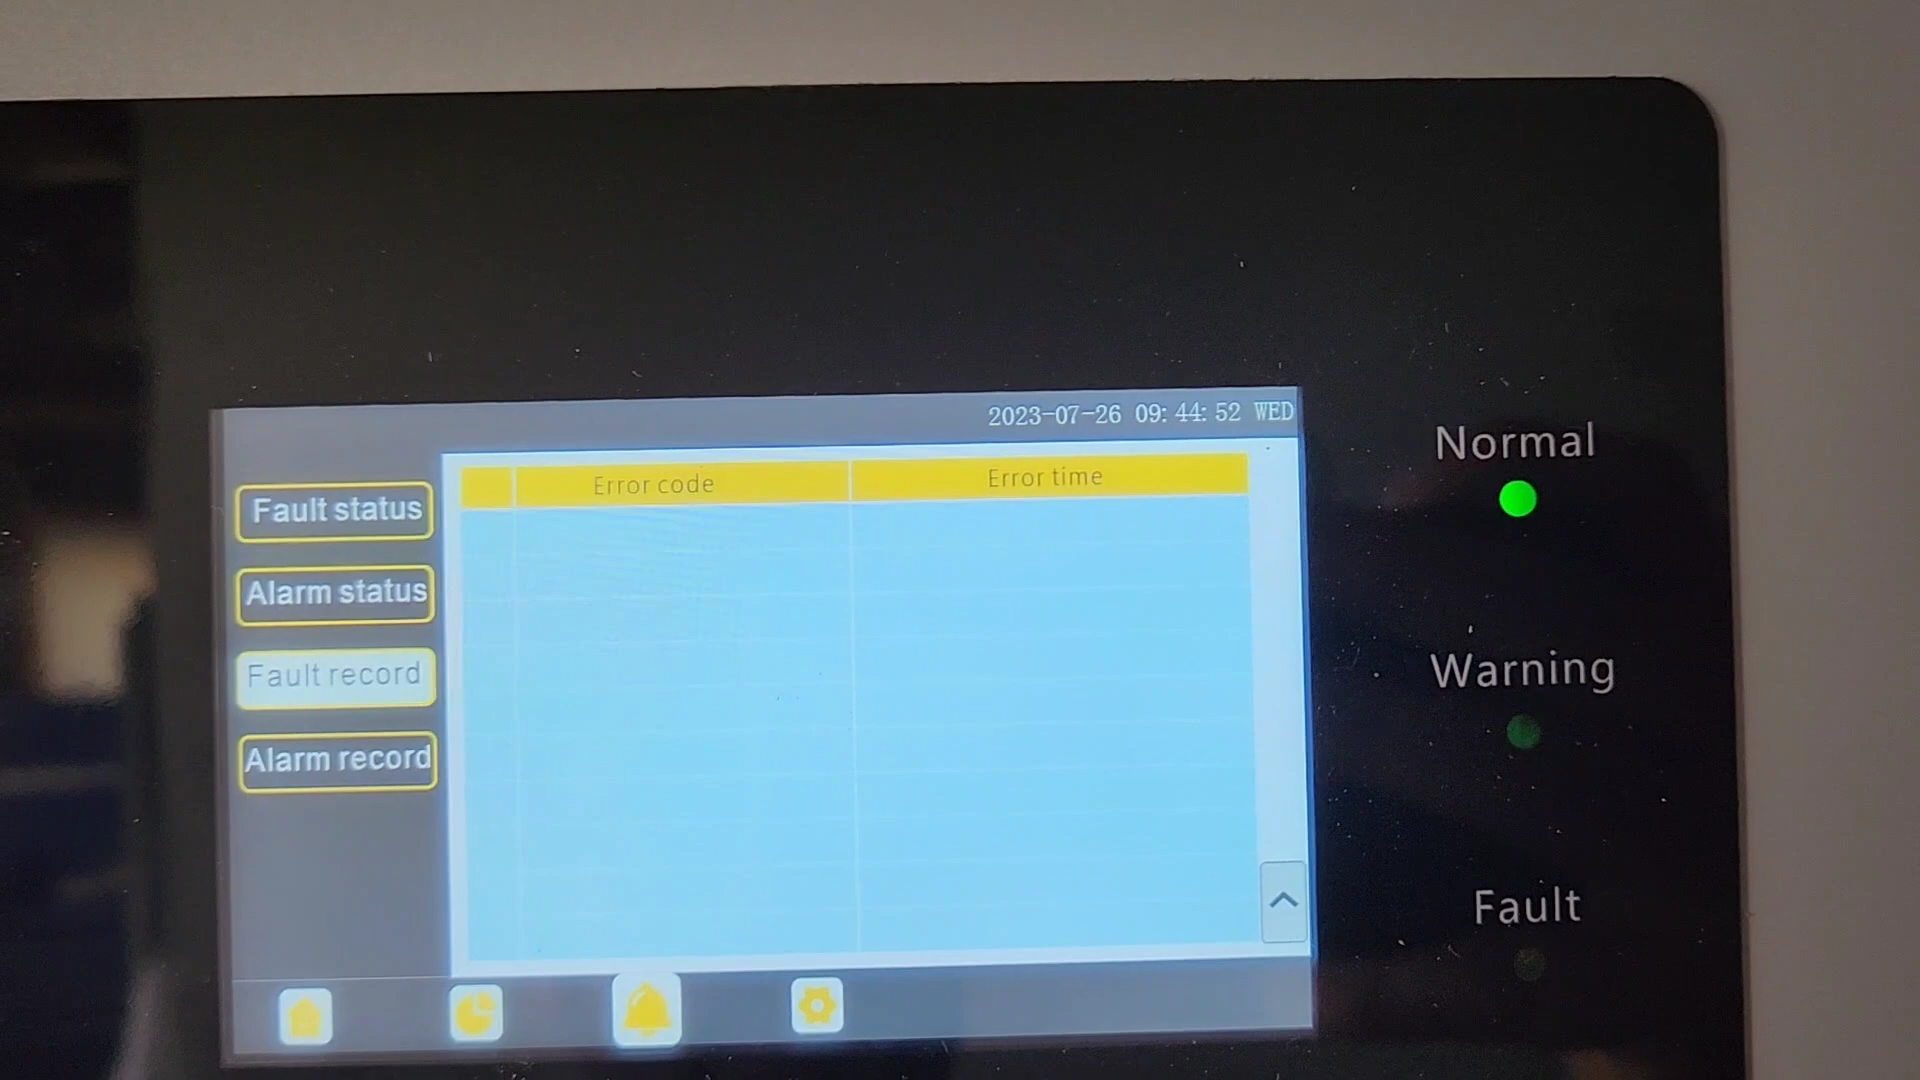 2023-07-26 09:44:52 WED
Error code
Error time
Fault status
Alarm status
Fault record
Alarm record
Normal
Warning
Fault